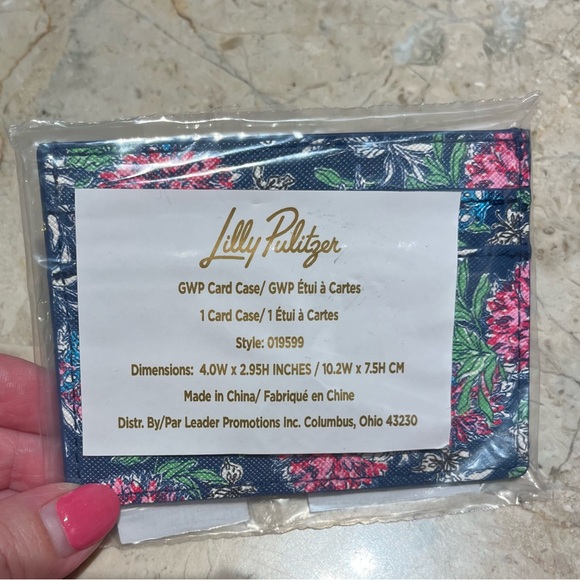 Lilly Pulitzer
GWP Card Case/ GWP Étui à Cartes
1 Card Case/ 1 Étui à Cartes
Style: 019599
Dimensions: 4.0W x 2.95H INCHES / 10.2W x 7.5H CM
Made in China/ Fabriqué en Chine
Distr. By/Par Leader Promotions Inc. Columbus, Ohio 43230